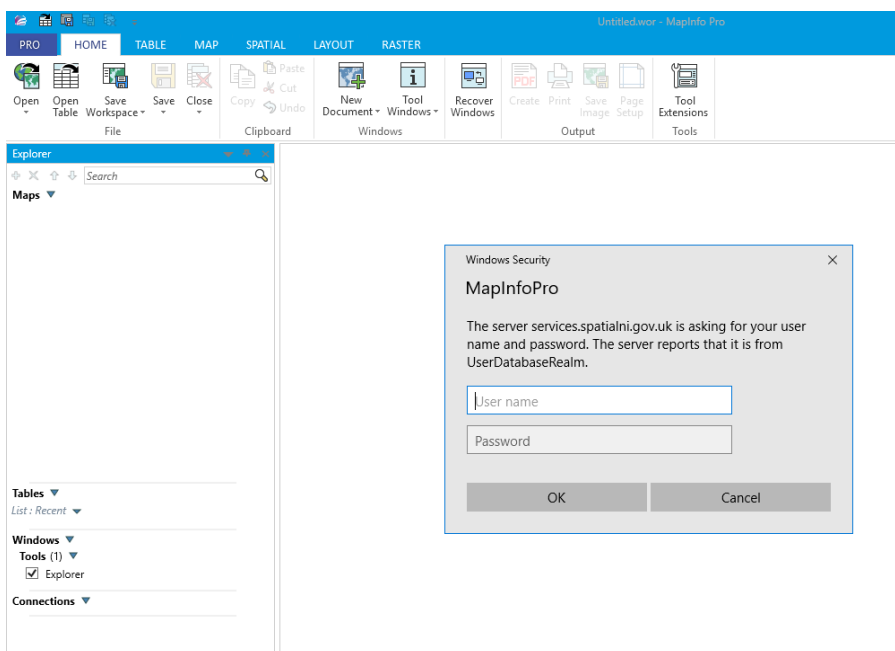 Untitled.wor - MapInfo Pro
PRO HOME TABLE MAP SPATIAL LAYOUT RASTER
Open
Open Table
Save Workspace
Save
Close
File
Copy
Paste
Cut
Undo
Clipboard
New Document
Tool Windows
Windows
Recover Windows
Create
Print
Save Image
Page Setup
Output
Tool Extensions
Tools
Explorer
Search
Maps
Tables
List : Recent
Windows
Tools (1)
Explorer
Connections
Windows Security
MapInfoPro
The server services.spatialni.gov.uk is asking for your user
name and password. The server reports that it is from
UserDatabaseRealm.
User name
Password
OK Cancel
PDF